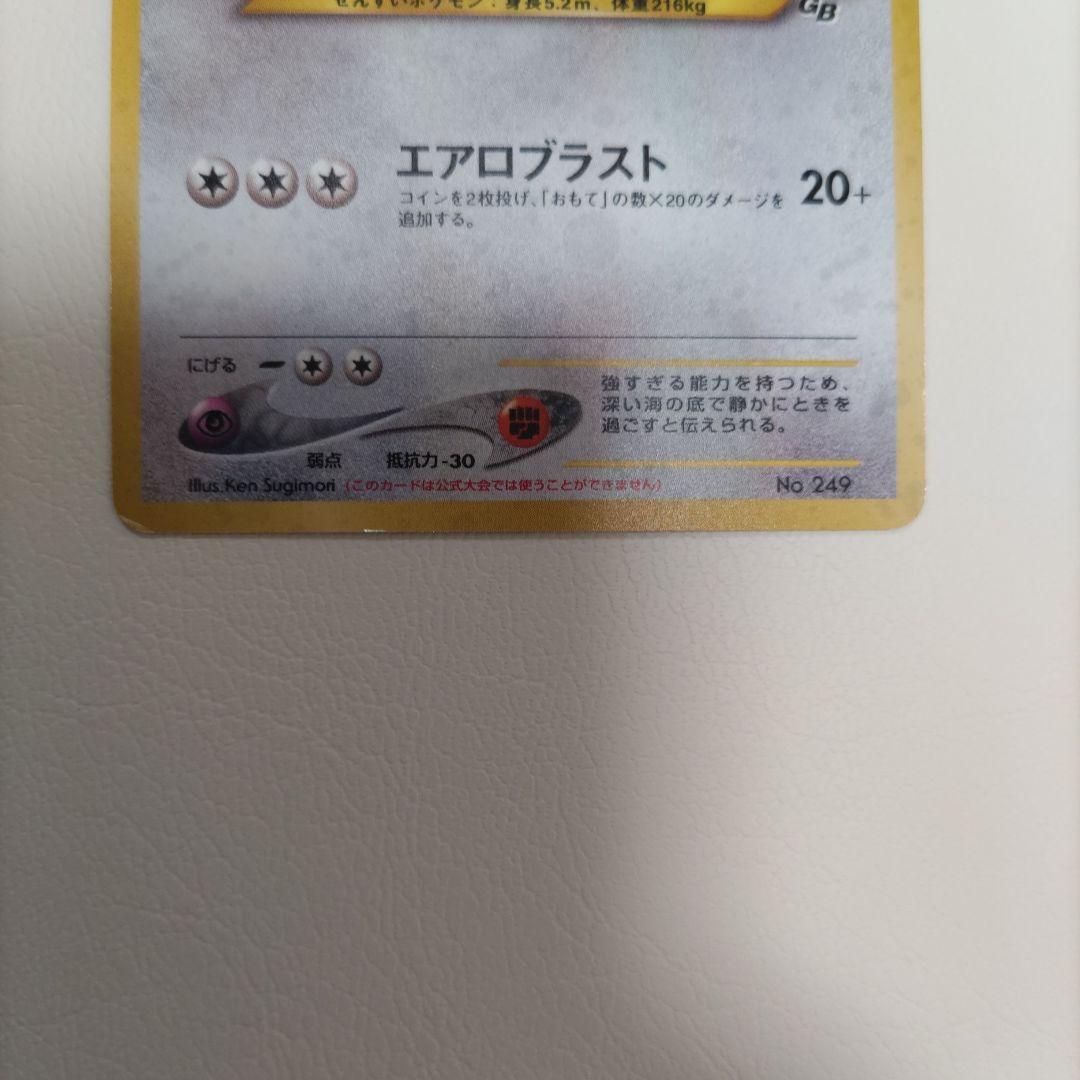 せんすいポケモン：身長5.2m、体重216kg
GB
エアロブラスト
コインを2枚投げ、「おもて」の数×20のダメージを
追加する。
20+
にげる
強すぎる能力を持つため、
深い海の底で静かにときを
過ごすと伝えられる。
弱点 抵抗力-30
Illus.Ken Sugimori（このカードは公式大会では使うことができません） No 249